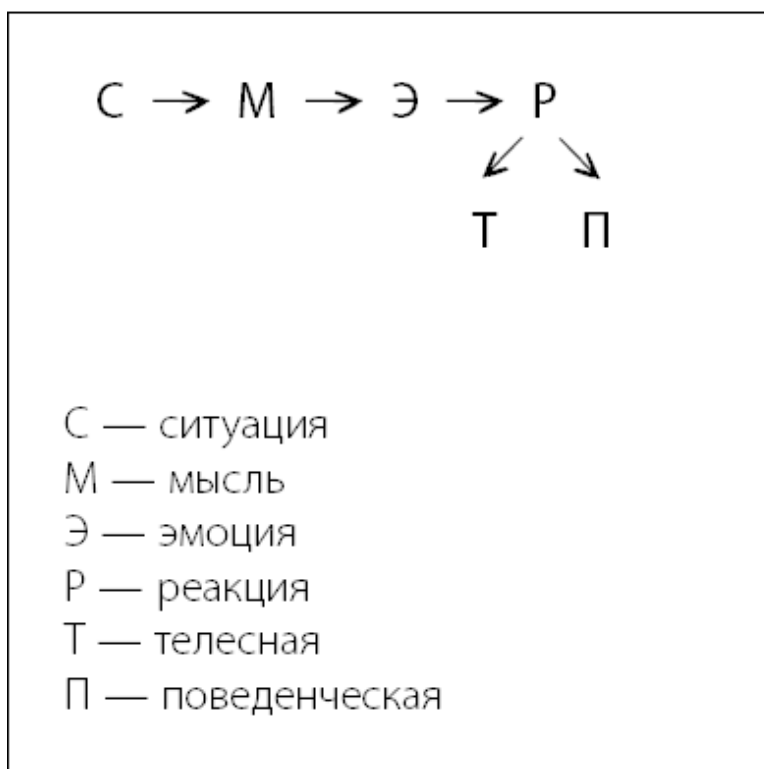 С → М → Э → Р
Т П
С — ситуация
М — мысль
Э — эмоция
Р — реакция
Т — телесная
П — поведенческая